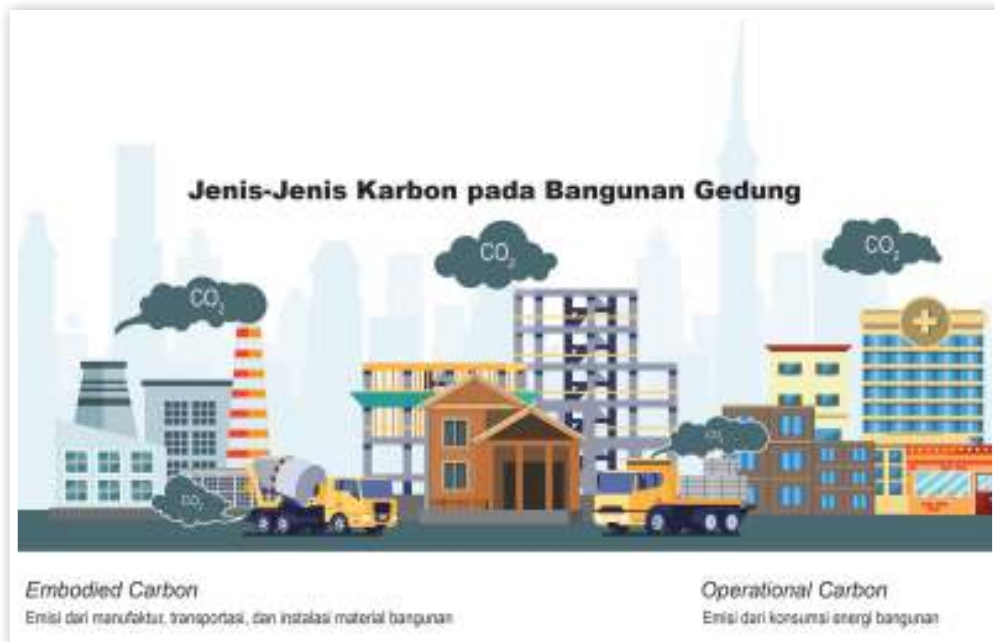 Jenis-Jenis Karbon pada Bangunan Gedung
CO2
CO2
CO2
CO2
Embodied Carbon
Emisi dari manufaktur, transportasi, dan instalasi material bangunan
Operational Carbon
Emisi dari konsumsi energi bangunan